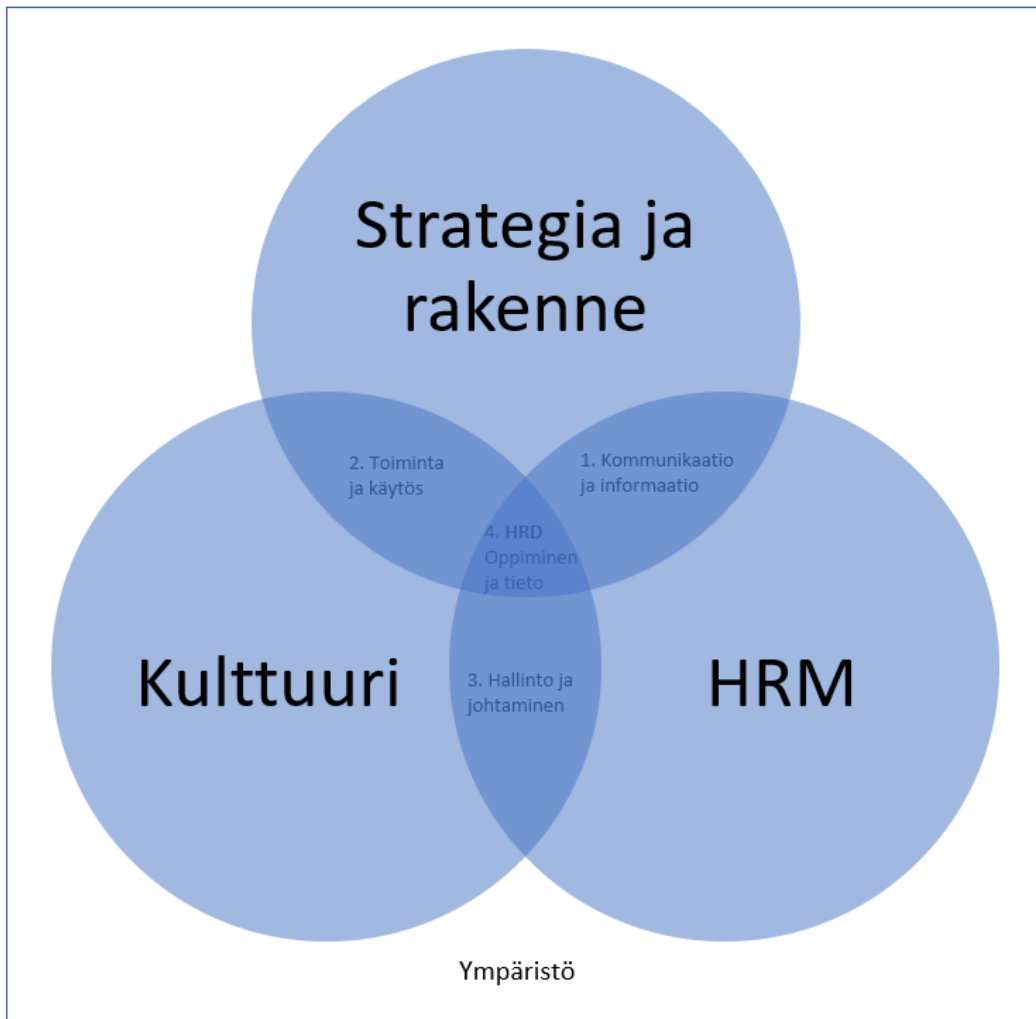 Strategia ja
rakenne
2. Toiminta
ja käytös
1. Kommunikaatio
ja informaatio
4. HRD
Oppiminen
ja tieto
Kulttuuri
3. Hallinto ja
johtaminen
HRM
Ympäristö